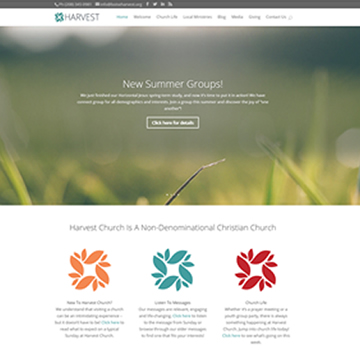 HARVEST
Home Welcome Church Life Local Ministries Blog Media Giving Contact Us
New Summer Groups!
We just finished our Horizontal Jesus spring term study, and now it's time to put it in action! We have
connect group for all demographics and interests. Join a group this summer and discover the joy of "one
another"!
Click here for details
Harvest Church Is A Non-Denominational Christian Church
New To Harvest Church?
We understand that visiting a church
can be an intimidating experience –
but it doesn't have to be! Click here to
read what to expect on a typical
Sunday at Harvest Church.
Listen To Messages
Our messages are relevant, engaging
and life changing. Click here to listen
to the message from Sunday or
browse through our older messages
to find one that fits your interests!
Church Life
Whether it's a prayer meeting or a
youth group party, there is always
something happening at Harvest
Church. Jump into church life today!
Click here to see what's going on this
week.